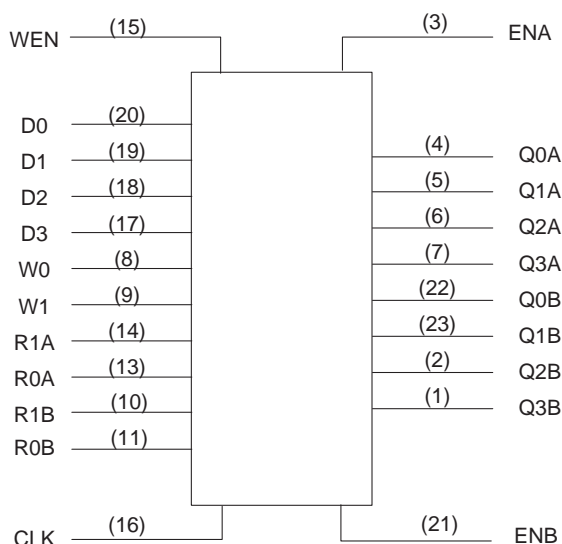 WEN (15)
(3) ENA
D0 (20)
D1 (19)
D2 (18)
D3 (17)
W0 (8)
W1 (9)
R1A (14)
R0A (13)
R1B (10)
R0B (11)
(4) Q0A
(5) Q1A
(6) Q2A
(7) Q3A
(22) Q0B
(23) Q1B
(2) Q2B
(1) Q3B
CLK (16)
(21) ENB